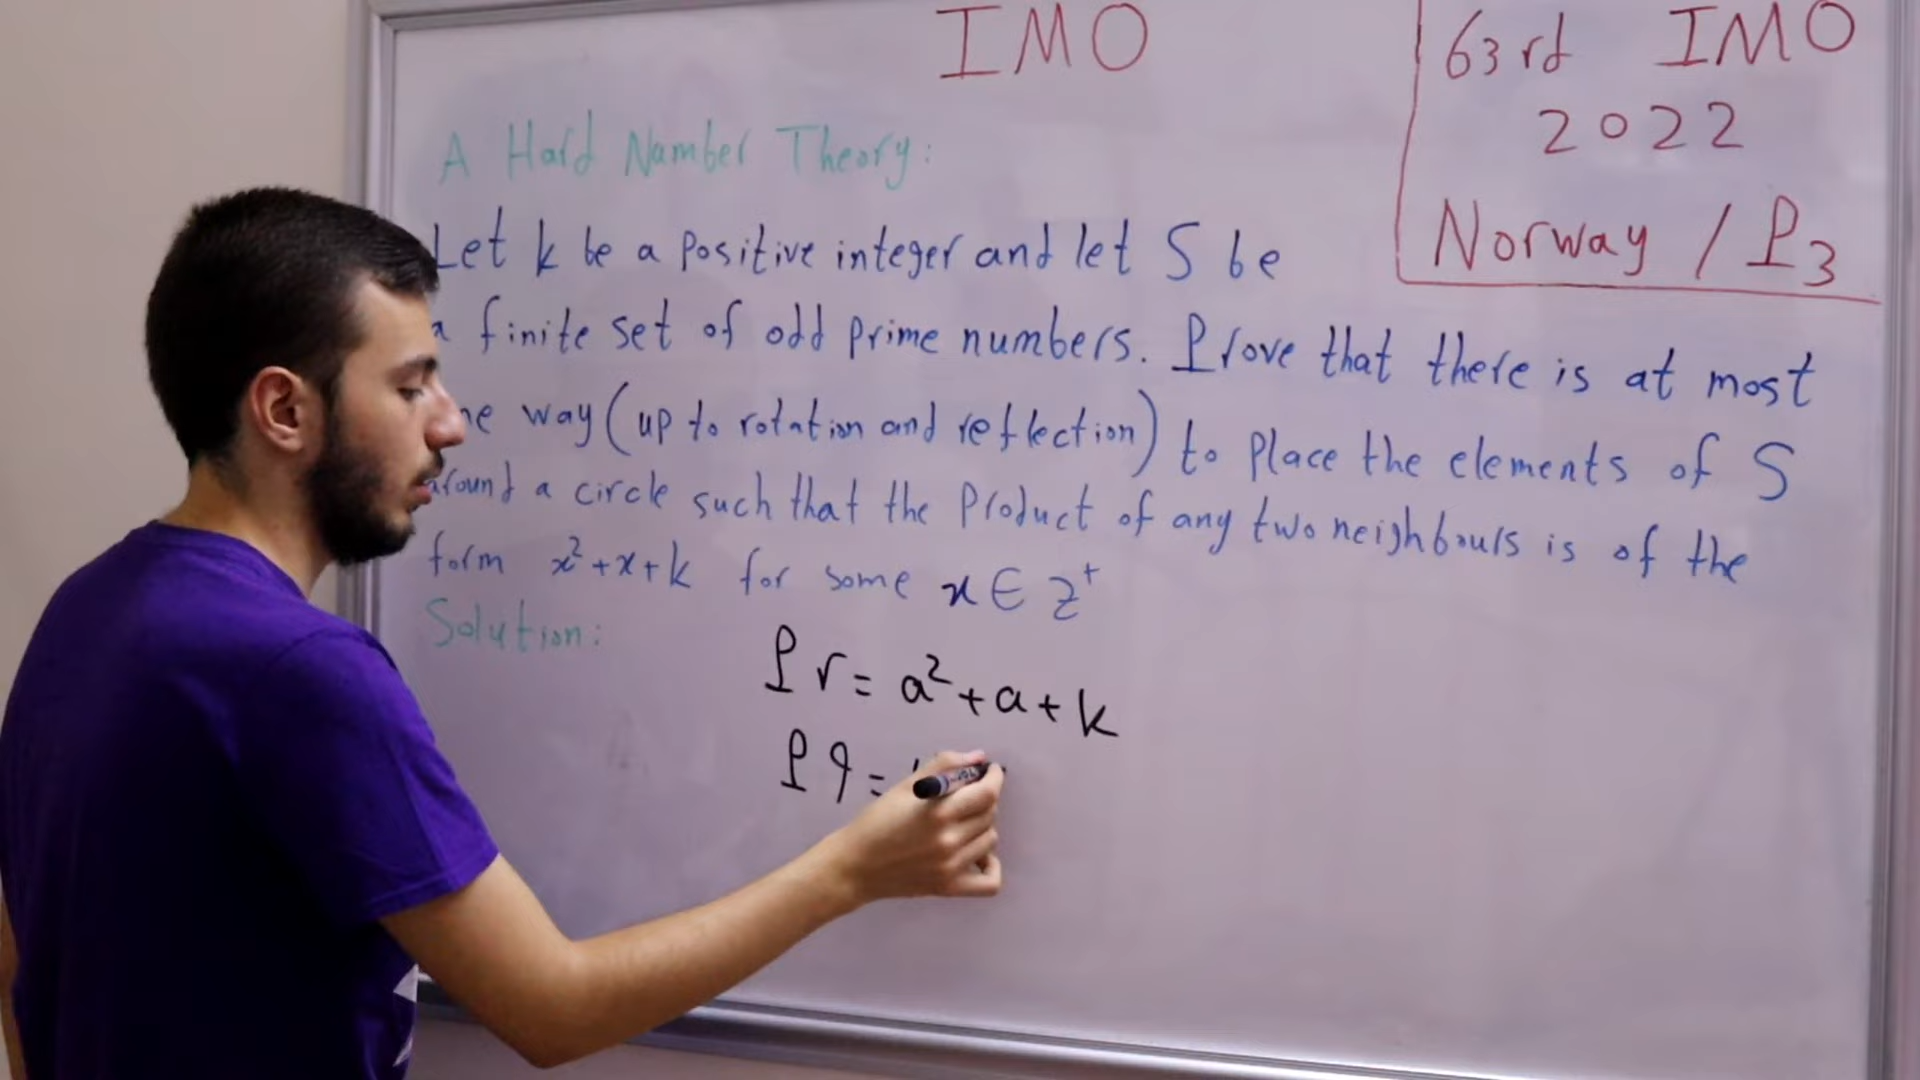 IMO
63rd IMO
2022
Norway / P3
A Hard Number Theory:
Let k be a positive integer and let S be
a finite set of odd prime numbers. Prove that there is at most
ne way (up to rotation and reflection) to place the elements of S
around a circle such that the product of any two neighbours is of the
form x²+x+k for some x ∈ Z⁺
Solution:
Pr = a²+a+k
Pq =